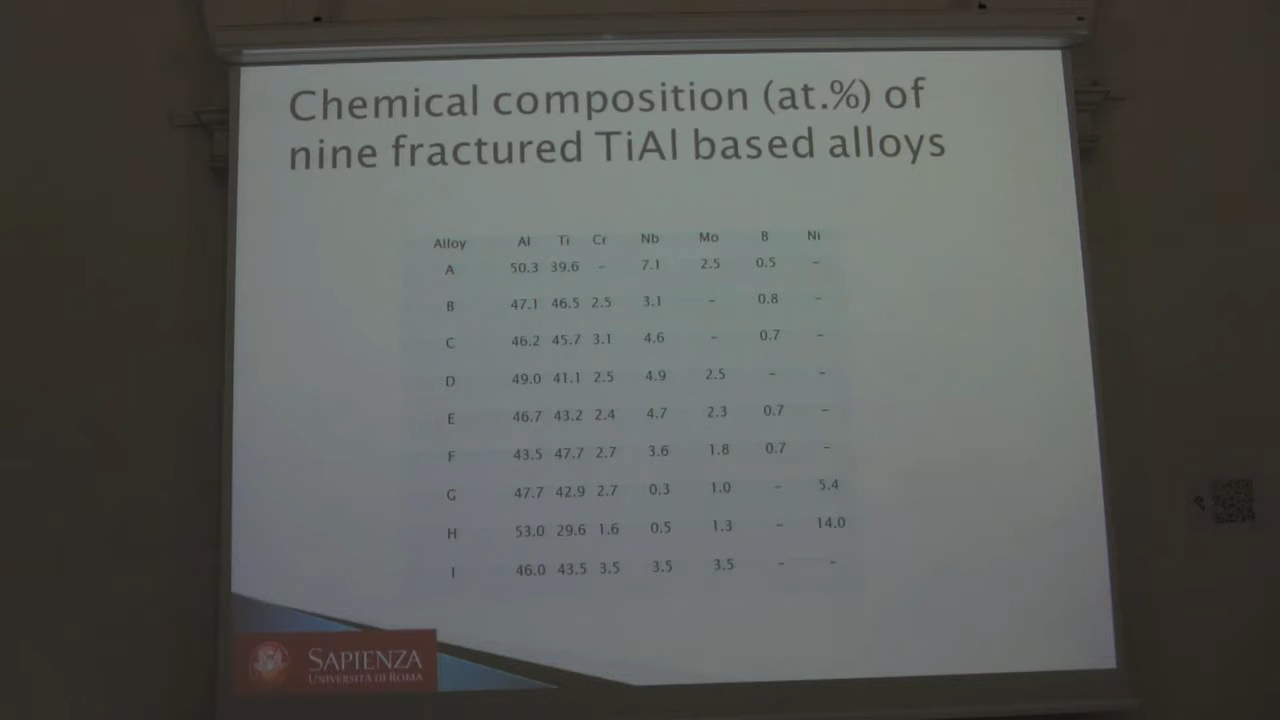 Chemical composition (at.%) of
nine fractured TiAl based alloys
Alloy Al Ti Cr Nb Mo B Ni
A 50.3 39.6 - 7.1 2.5 0.5 -
B 47.1 46.5 2.5 3.1 - 0.8 -
C 46.2 45.7 3.1 4.6 - 0.7 -
D 49.0 41.1 2.5 4.9 2.5 - -
E 46.7 43.2 2.4 4.7 2.3 0.7 -
F 43.5 47.7 2.7 3.6 1.8 0.7 -
G 47.7 42.9 2.7 0.3 1.0 - 5.4
H 53.0 29.6 1.6 0.5 1.3 - 14.0
I 46.0 43.5 3.5 3.5 3.5 - -
SAPIENZA
UNIVERSITÀ DI ROMA